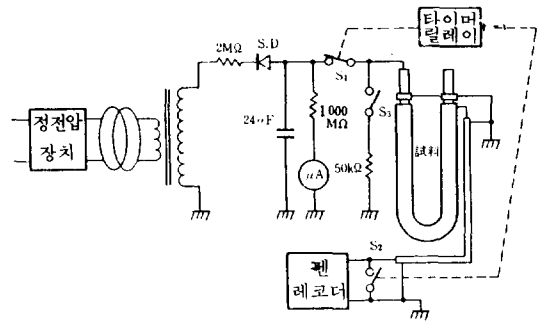 타이머
릴레이
2MΩ
S.D
S₁
정전압
장치
24㎌
1000
MΩ
S₃
μA
50kΩ
試料
S₂
펜
레코더